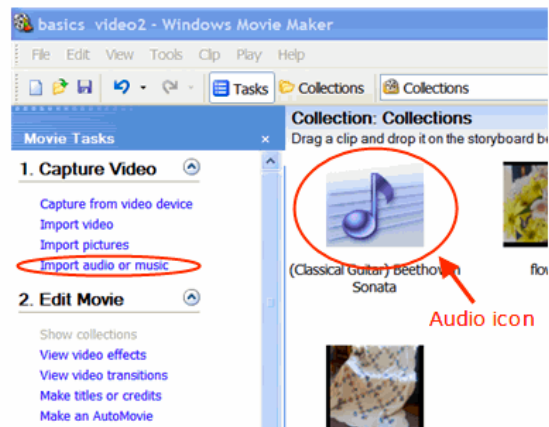 basics video2 - Windows Movie Maker
File Edit View Tools Clip Play Help
Tasks Collections Collections
Movie Tasks ×
Collection: Collections
Drag a clip and drop it on the storyboard
1. Capture Video
Capture from video device
Import video
Import pictures
Import audio or music
(Classical Guitar) Beethoven
Sonata
2. Edit Movie
Show collections
View video effects
View video transitions
Make titles or credits
Make an AutoMovie
Audio icon